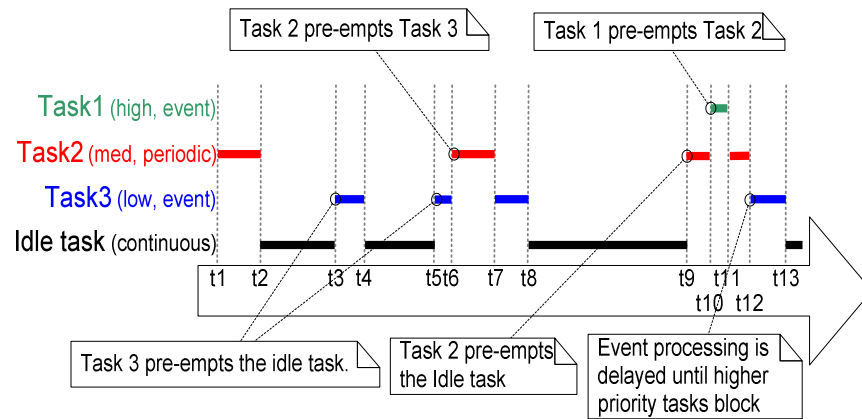 Task 2 pre-empts Task 3
Task 1 pre-empts Task 2
Task1 (high, event)
Task2 (med, periodic)
Task3 (low, event)
Idle task (continuous)
t1 t2 t3 t4 t5 t6 t7 t8 t9 t10 t11 t12 t13
Task 3 pre-empts the idle task.
Task 2 pre-empts
the Idle task
Event processing is
delayed until higher
priority tasks block